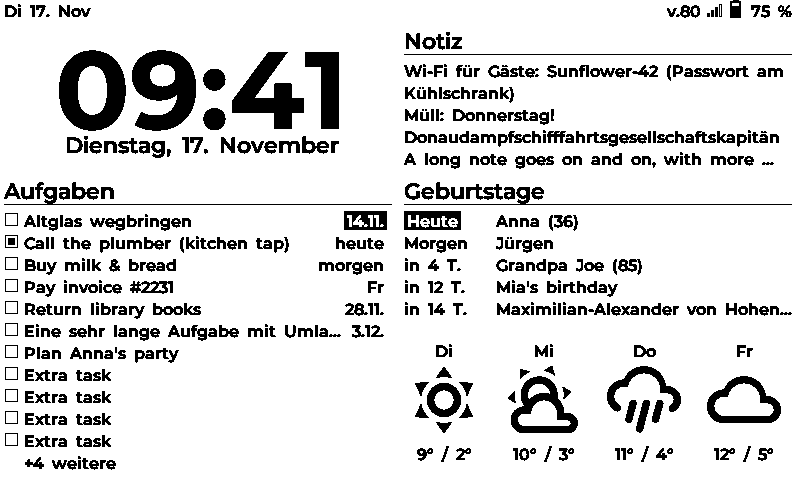 Di 17. Nov
v.80 75 %
09:41
Dienstag, 17. November
Notiz
Wi-Fi für Gäste: Sunflower-42 (Passwort am
Kühlschrank)
Müll: Donnerstag!
Donaudampfschifffahrtsgesellschaftskapitän
A long note goes on and on, with more ...
Aufgaben
Altglas wegbringen 14.11.
Call the plumber (kitchen tap) heute
Buy milk & bread morgen
Pay invoice #2231 Fr
Return library books 28.11.
Eine sehr lange Aufgabe mit Umla... 3.12.
Plan Anna's party
Extra task
Extra task
Extra task
Extra task
+4 weitere
Geburtstage
Heute Anna (36)
Morgen Jürgen
in 4 T. Grandpa Joe (85)
in 12 T. Mia's birthday
in 14 T. Maximilian-Alexander von Hohen...
Di Mi Do Fr
9° / 2° 10° / 3° 11° / 4° 12° / 5°